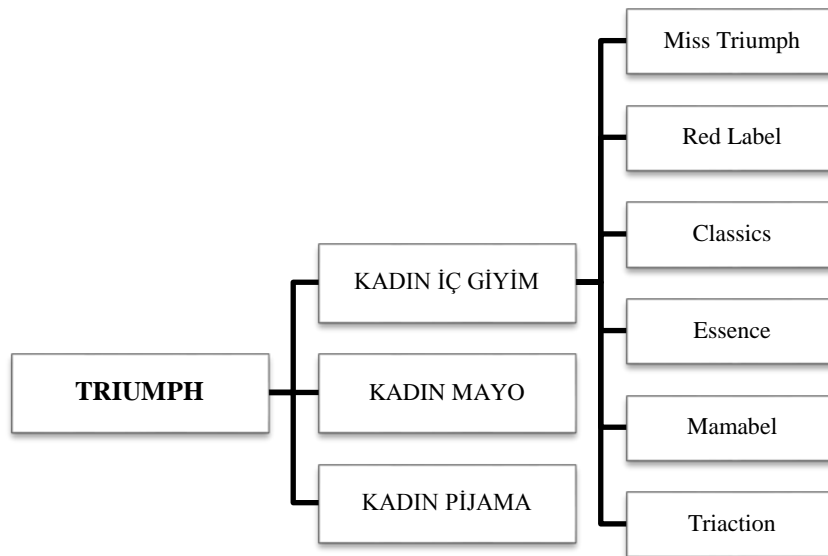 TRIUMPH
KADIN İÇ GİYİM
KADIN MAYO
KADIN PİJAMA
Miss Triumph
Red Label
Classics
Essence
Mamabel
Triaction